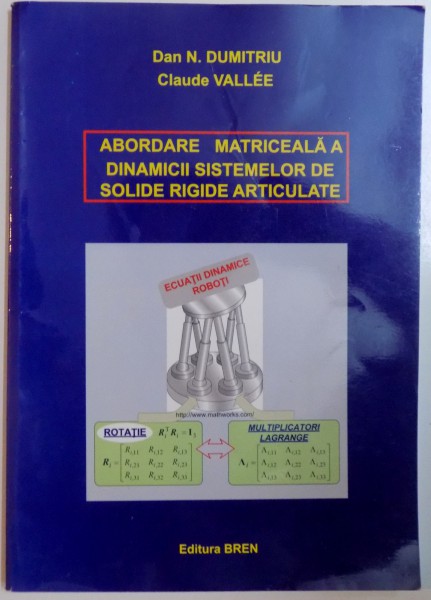 Dan N. DUMITRIU
Claude VALLÉE
ABORDARE MATRICEALĂ A
DINAMICII SISTEMELOR DE
SOLIDE RIGIDE ARTICULATE
ECUAȚII DINAMICE
ROBOȚI
http://www.mathworks.com/
ROTAȚIE
MULTIPLICATORI
LAGRANGE
Editura BREN